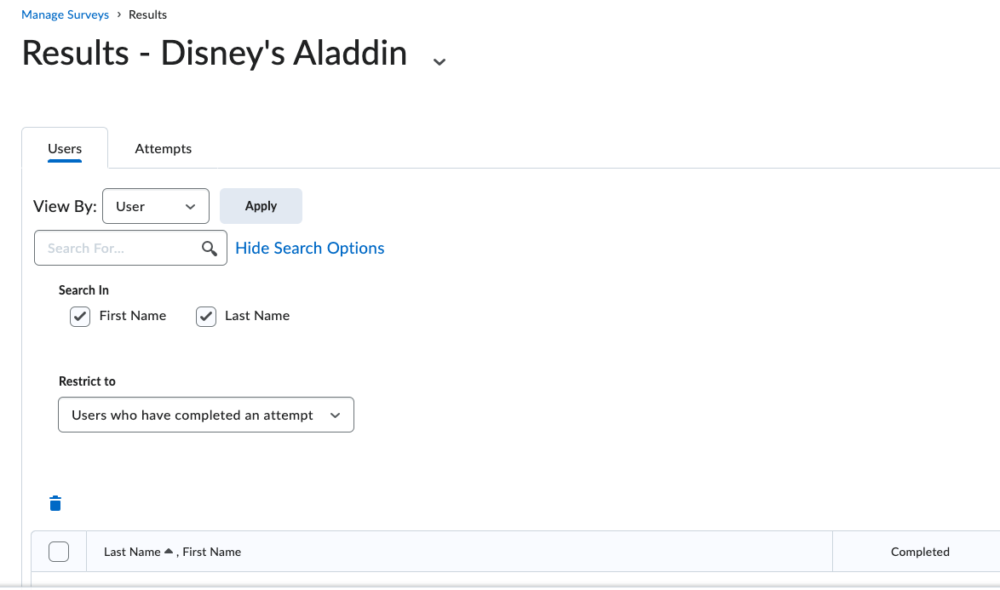 Manage Surveys › Results
Results - Disney's Aladdin
Users Attempts
View By: User Apply
Search For... Hide Search Options
Search In
First Name Last Name
Restrict to
Users who have completed an attempt
Last Name , First Name Completed